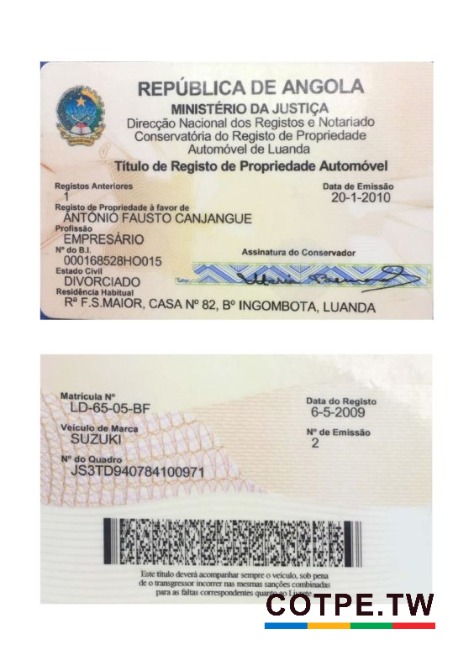 REPÚBLICA DE ANGOLA
MINISTÉRIO DA JUSTIÇA
Direcção Nacional dos Registos e Notariado
Conservatória do Registo de Propriedade
Automóvel de Luanda
Título de Registo de Propriedade Automóvel
Registos Anteriores
1
Data de Emissão
20-1-2010
Registo de Propriedade à favor de
ANTÓNIO FAUSTO CANJANGUE
Profissão
EMPRESÁRIO
Nº do B.I.
000168528HO015
Assinatura do Conservador
Estado Civil
DIVORCIADO
Residência Habitual
Rª F.S.MAIOR, CASA Nº 82, Bº INGOMBOTA, LUANDA
Matrícula Nº
LD-65-05-BF
Data do Registo
6-5-2009
Veículo de Marca
SUZUKI
Nº de Emissão
2
Nº do Quadro
JS3TD940784100971
Este título deverá acompanhar sempre o veículo, sob pena
de o transgressor incorrer nas mesmas sanções combinadas
para as faltas correspondentes quanto ao Livrete
COTPE.TW